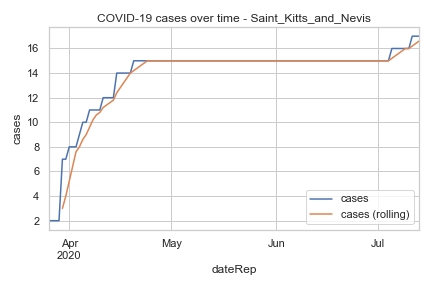 COVID-19 cases over time - Saint_Kitts_and_Nevis
cases
16
14
12
10
8
6
4
2
Apr
2020
May
Jun
Jul
dateRep
cases
cases (rolling)